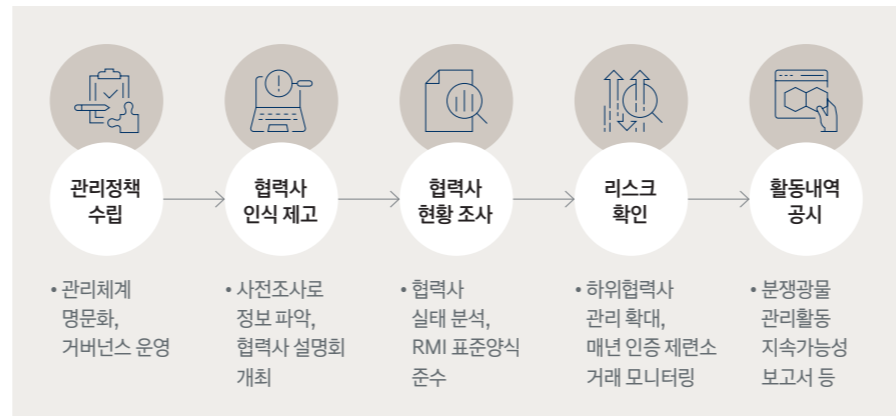 관리정책
수립
협력사
인식 제고
협력사
현황 조사
리스크
확인
활동내역
공시
• 관리체계
명문화,
거버넌스 운영
• 사전조사로
정보 파악,
협력사 설명회
개최
• 협력사
실태 분석,
RMI 표준양식
준수
• 하위협력사
관리 확대,
매년 인증 제련소
거래 모니터링
• 분쟁광물
관리활동
지속가능성
보고서 등